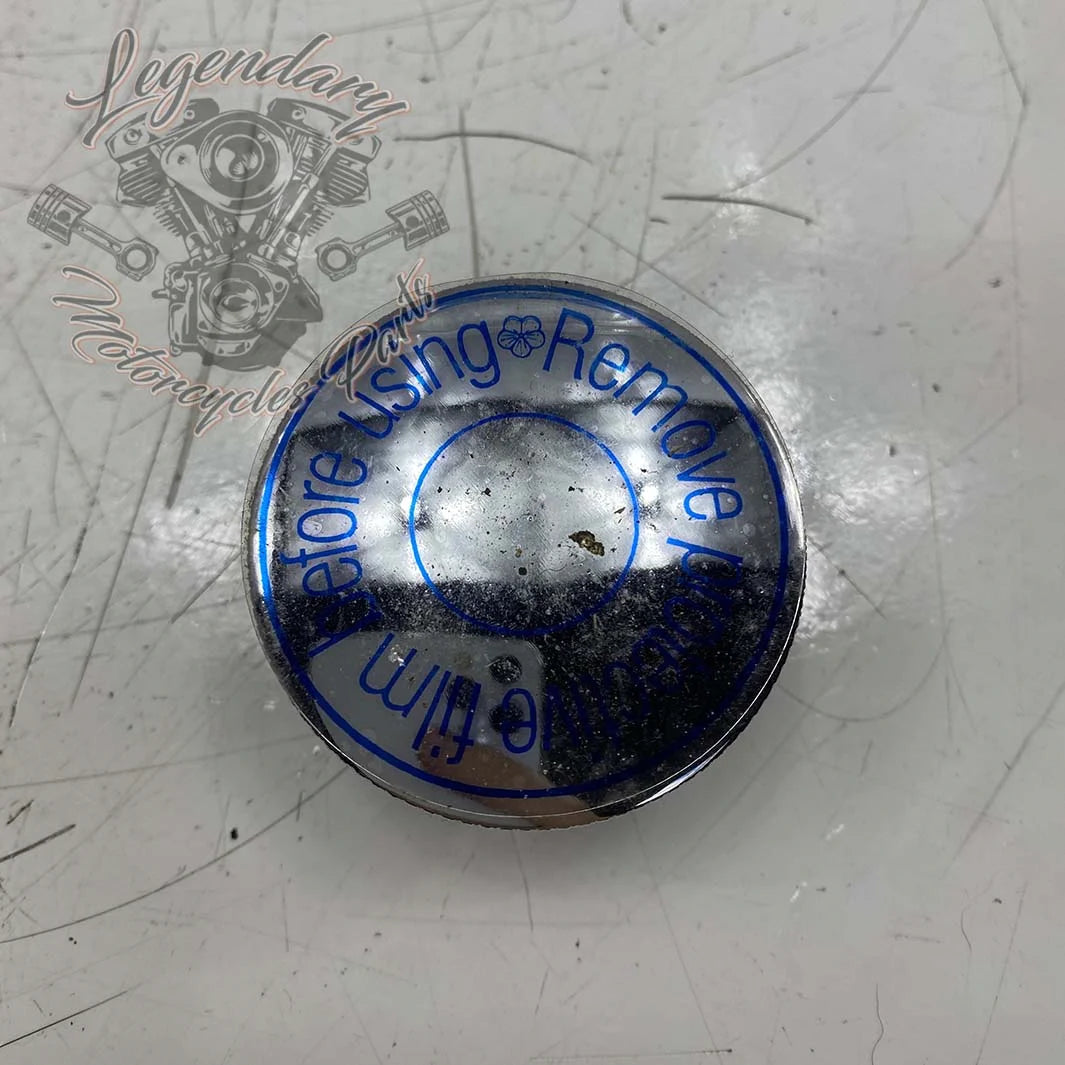 Legendary
Motorcycles Parts
Remove protective film before using